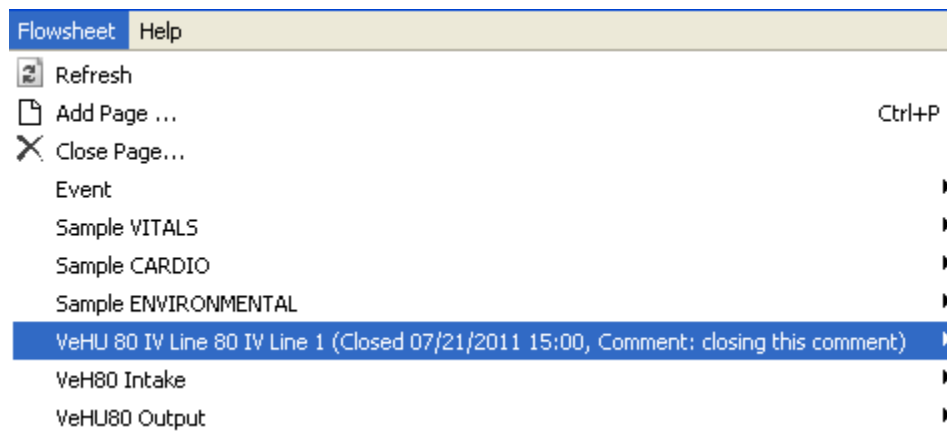 Flowsheet Help
Refresh
Add Page ... Ctrl+P
Close Page...
Event
Sample VITALS
Sample CARDIO
Sample ENVIRONMENTAL
VeHU 80 IV Line 80 IV Line 1 (Closed 07/21/2011 15:00, Comment: closing this comment)
VeH80 Intake
VeHU80 Output